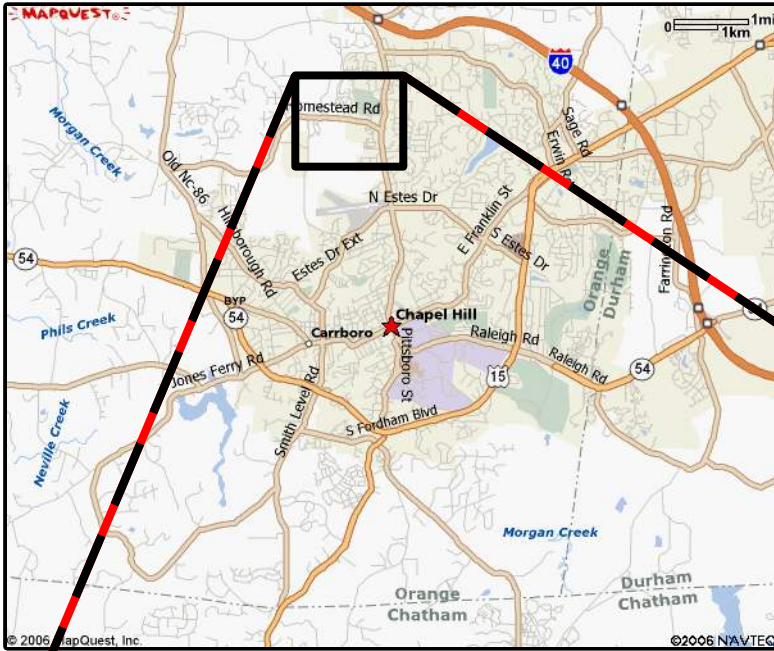 MAPQUEST
0 1mi
1km
40
Homestead Rd
Morgan Creek
Sage Rd
Erwin R
Old Nc-86
N Estes Dr
Hillsborough Rd
E Franklin St
Estes Dr Ext
S Estes Dr
54
Orange
Durham
Farrington Rd
BYP
54
Phils Creek
Chapel Hill
Carrboro
Pittsboro St
Raleigh Rd
Raleigh Rd
54
15
Jones Ferry Rd
Smith Level Rd
S Fordham Blvd
Neville Creek
Morgan Creek
Orange
Chatham
Durham
Chatham
© 2006 MapQuest, Inc.
©2006 NAVTEQ